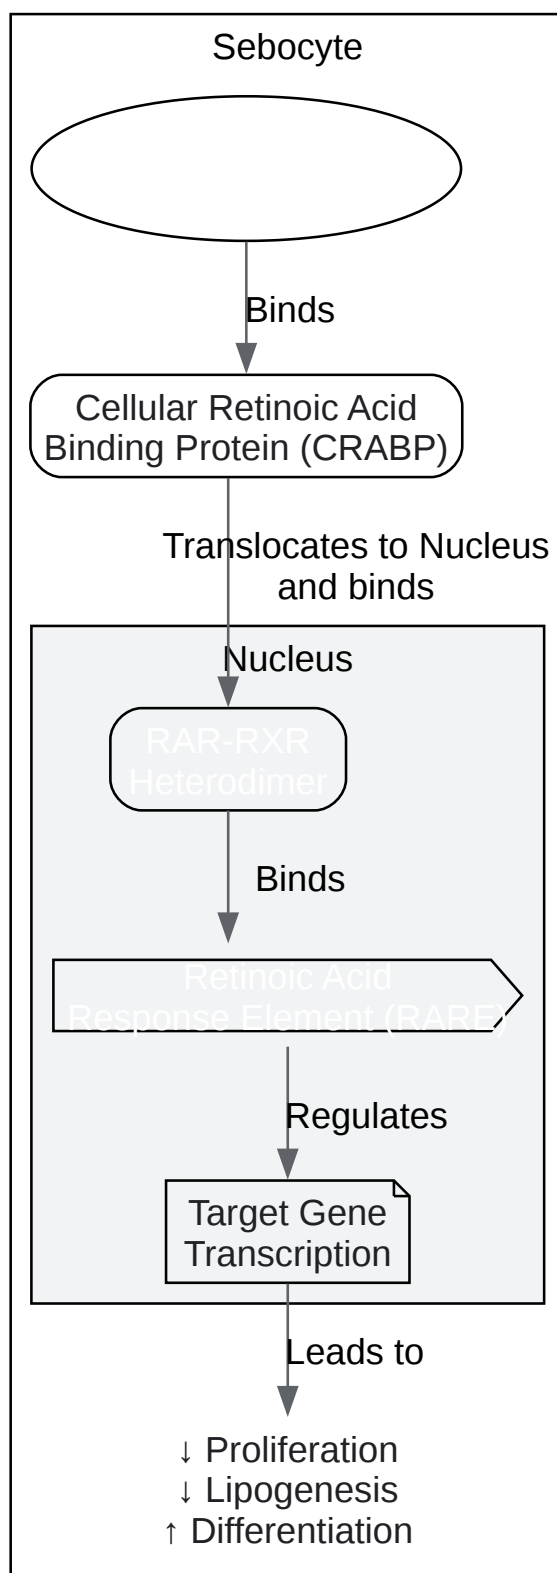 Sebocyte
Binds
Cellular Retinoic Acid
Binding Protein (CRABP)
Translocates to Nucleus
and binds
Nucleus
RAR-RXR
Heterodimer
Binds
Retinoic Acid
Response Element (RARE)
Regulates
Target Gene
Transcription
Leads to
↓ Proliferation
↓ Lipogenesis
↑ Differentiation